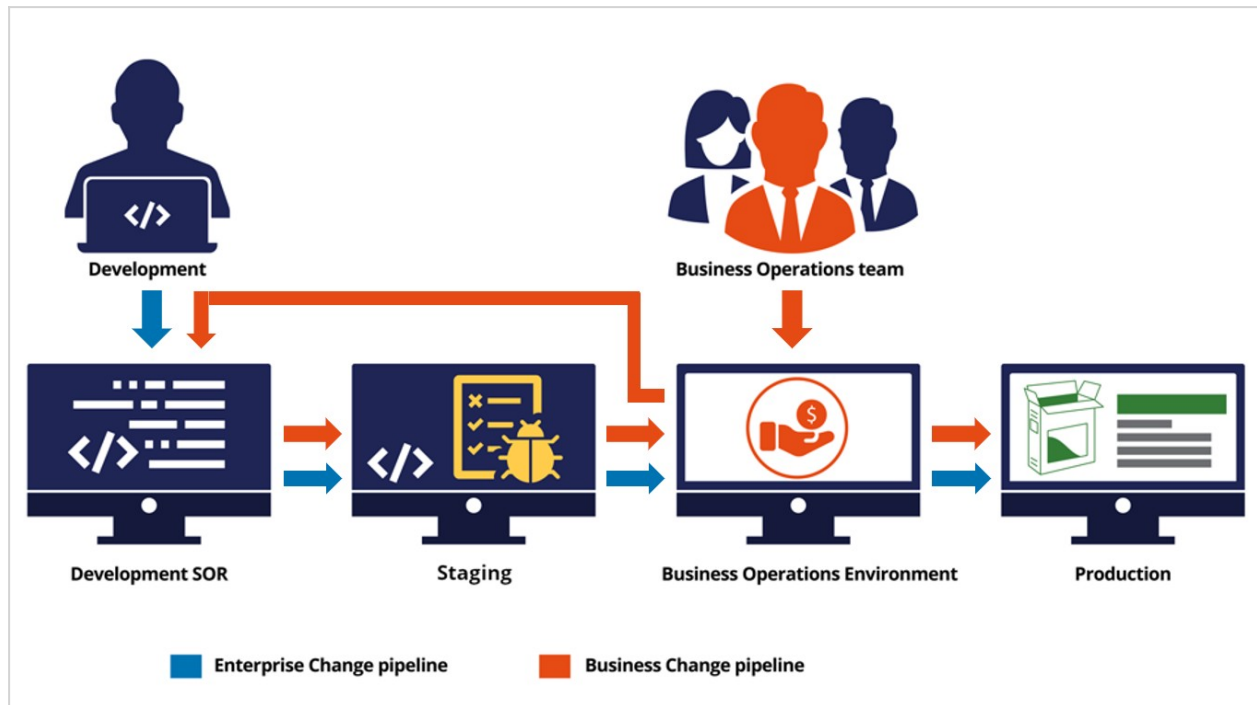 </>
Development
Business Operations team
</>
</>
$
Development SOR
Staging
Business Operations Environment
Production
Enterprise Change pipeline
Business Change pipeline